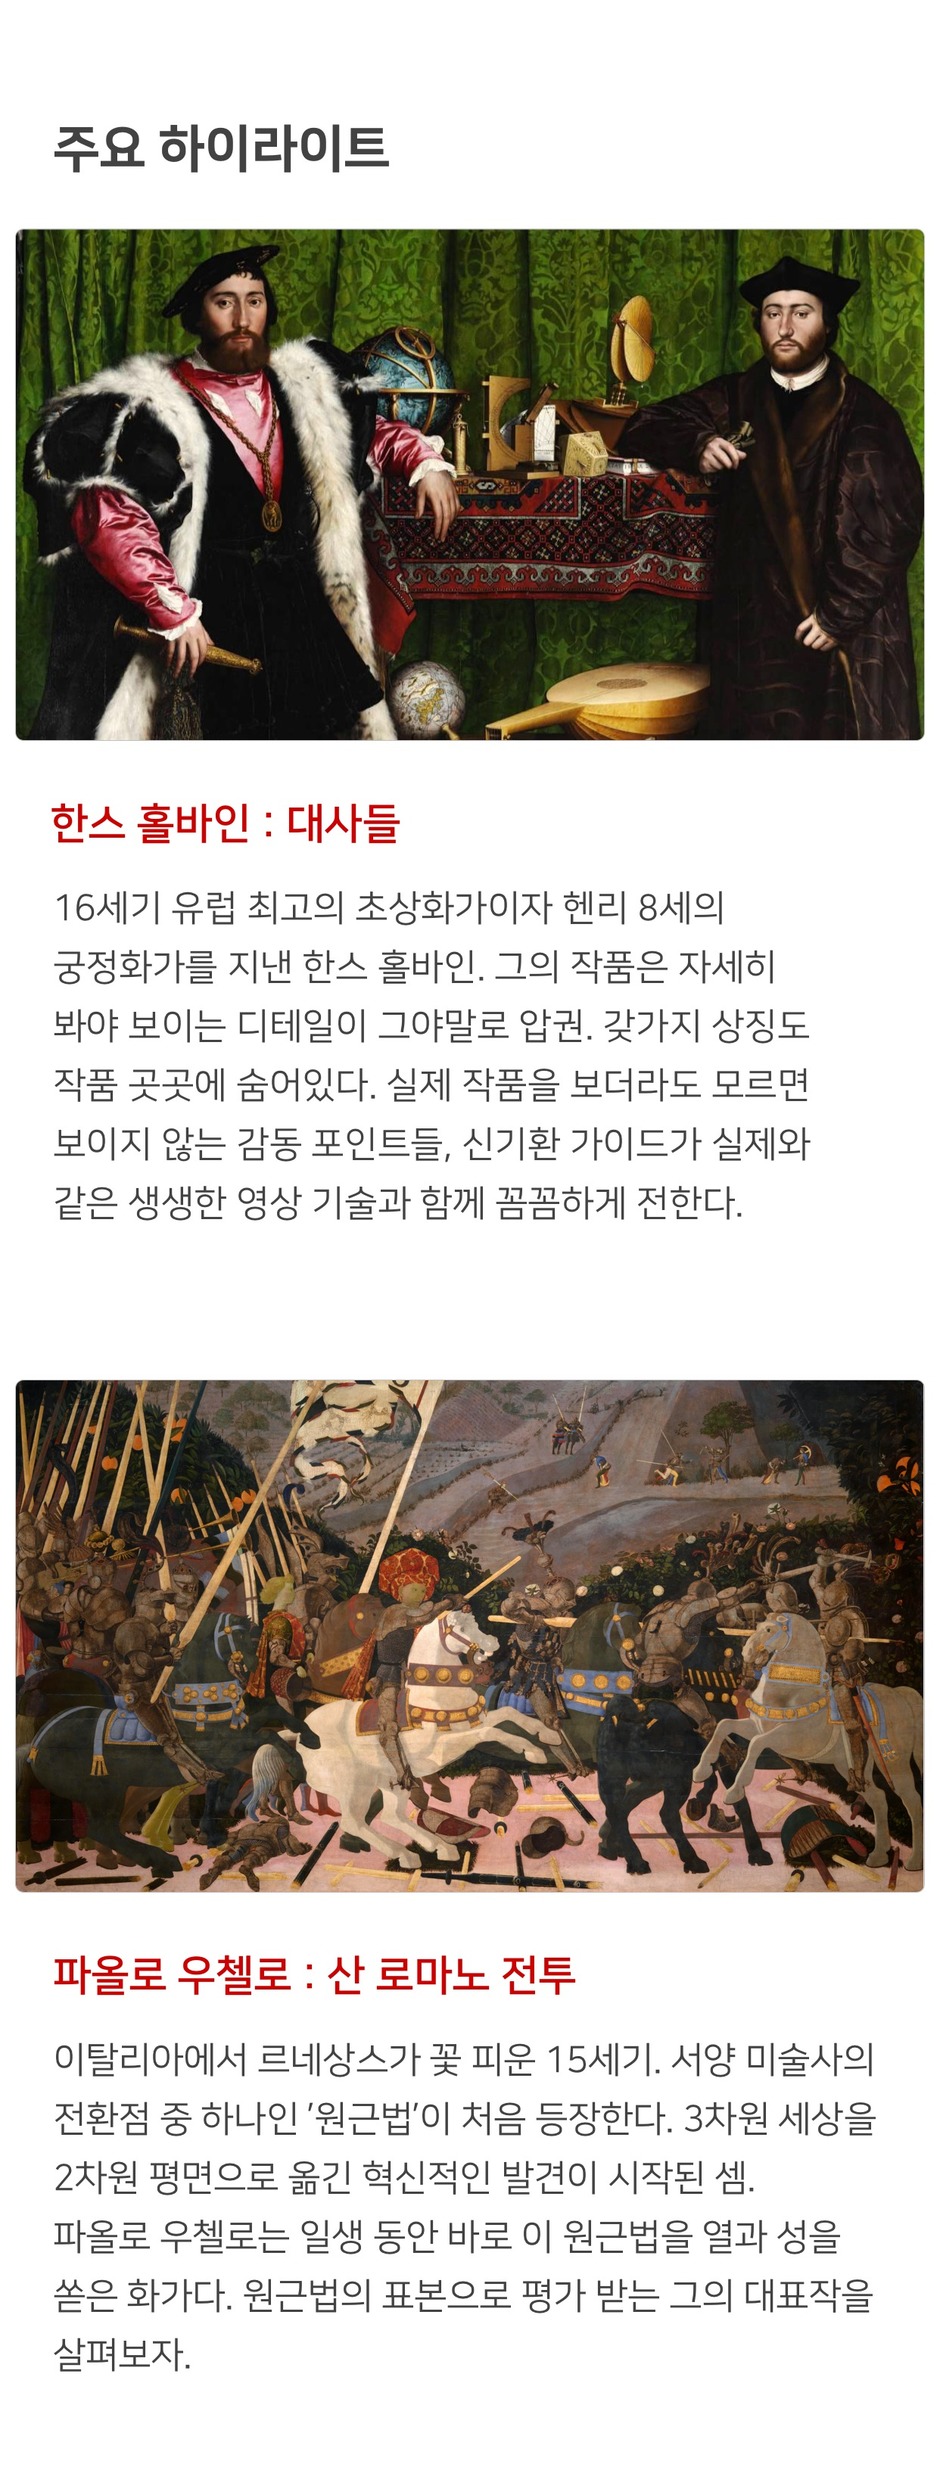 주요 하이라이트
한스 홀바인 : 대사들
16세기 유럽 최고의 초상화가이자 헨리 8세의
궁정화가를 지낸 한스 홀바인. 그의 작품은 자세히
봐야 보이는 디테일이 그야말로 압권. 갖가지 상징도
작품 곳곳에 숨어있다. 실제 작품을 보더라도 모르면
보이지 않는 감동 포인트들, 신기환 가이드가 실제와
같은 생생한 영상 기술과 함께 꼼꼼하게 전한다.
파올로 우첼로 : 산 로마노 전투
이탈리아에서 르네상스가 꽃 피운 15세기. 서양 미술사의
전환점 중 하나인 '원근법'이 처음 등장한다. 3차원 세상을
2차원 평면으로 옮긴 혁신적인 발견이 시작된 셈.
파올로 우첼로는 일생 동안 바로 이 원근법을 열과 성을
쏟은 화가다. 원근법의 표본으로 평가 받는 그의 대표작을
살펴보자.